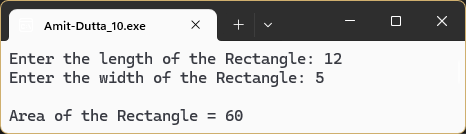 Amit-Dutta_10.exe
Enter the length of the Rectangle: 12
Enter the width of the Rectangle: 5
Area of the Rectangle = 60